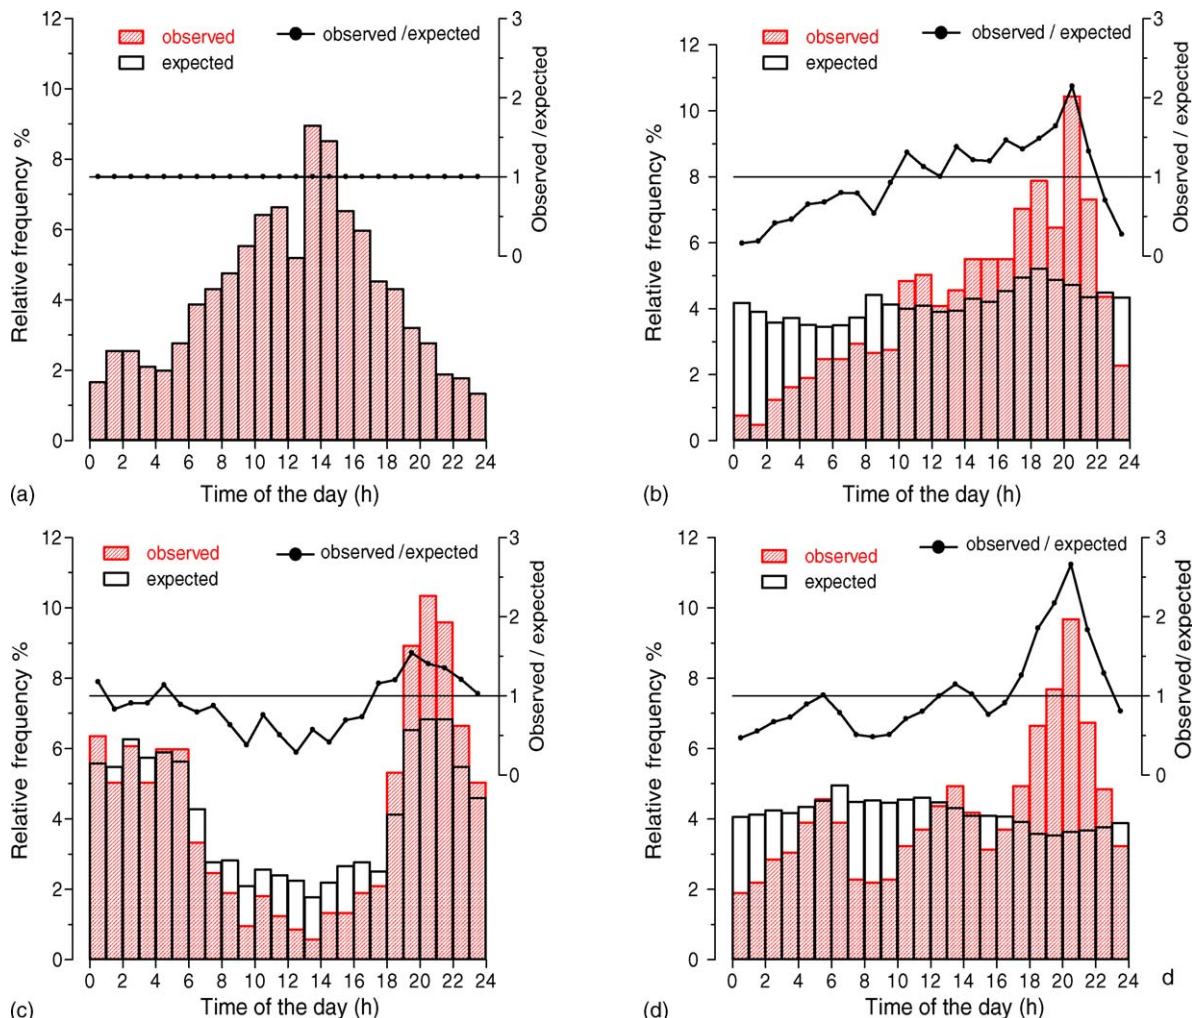 12
10
8
6
4
2
0
Relative frequency %
observed
expected
observed /expected
3
2
1
0
Observed /expected
0 2 4 6 8 10 12 14 16 18 20 22 24
Time of the day (h)
(a)
12
10
8
6
4
2
0
Relative frequency %
observed
expected
observed / expected
3
2
1
0
Observed / expected
0 2 4 6 8 10 12 14 16 18 20 22 24
Time of the day (h)
(b)
12
10
8
6
4
2
0
Relative frequency %
observed
expected
observed /expected
3
2
1
0
Observed / expected
0 2 4 6 8 10 12 14 16 18 20 22 24
Time of the day (h)
(c)
12
10
8
6
4
2
0
Relative frequency %
observed
expected
observed / expected
3
2
1
0
Observed/ expected
0 2 4 6 8 10 12 14 16 18 20 22 24
d
Time of the day (h)
(d)